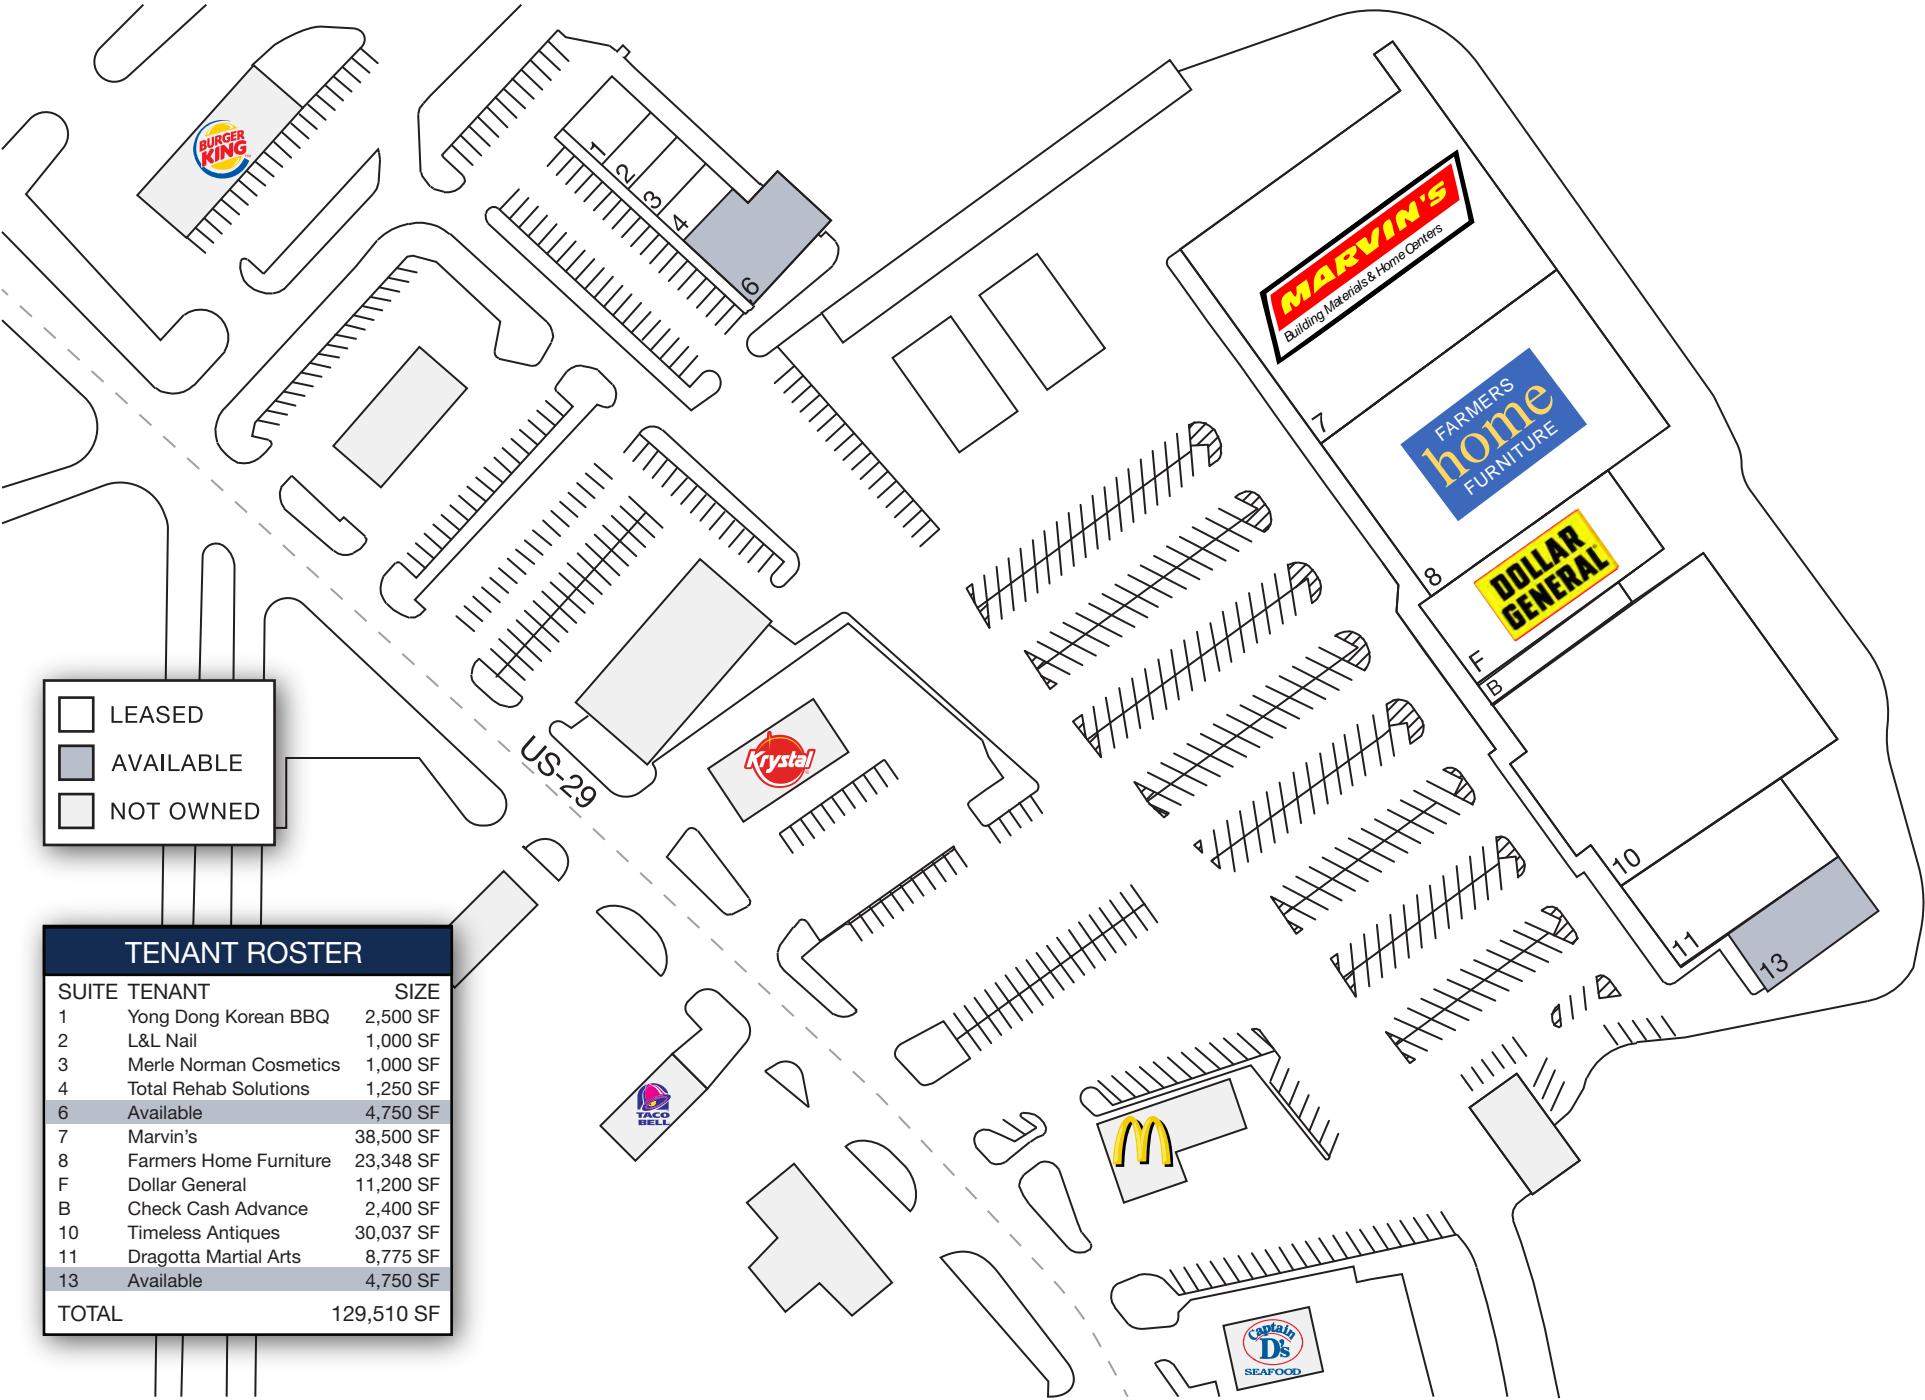 BURGER
KING
1
2
3
4
6
MARVIN'S
Building Materials & Home Centers
7
FARMERS
home
FURNITURE
8
DOLLAR
GENERAL
F
B
10
11
13
US-29
Krystal
LEASED
AVAILABLE
NOT OWNED
TENANT ROSTER
SUITE TENANT SIZE
1 Yong Dong Korean BBQ 2,500 SF
2 L&L Nail 1,000 SF
3 Merle Norman Cosmetics 1,000 SF
4 Total Rehab Solutions 1,250 SF
6 Available 4,750 SF
7 Marvin's 38,500 SF
8 Farmers Home Furniture 23,348 SF
F Dollar General 11,200 SF
B Check Cash Advance 2,400 SF
10 Timeless Antiques 30,037 SF
11 Dragotta Martial Arts 8,775 SF
13 Available 4,750 SF
TOTAL 129,510 SF
TACO
BELL
Captain
D's
SEAFOOD